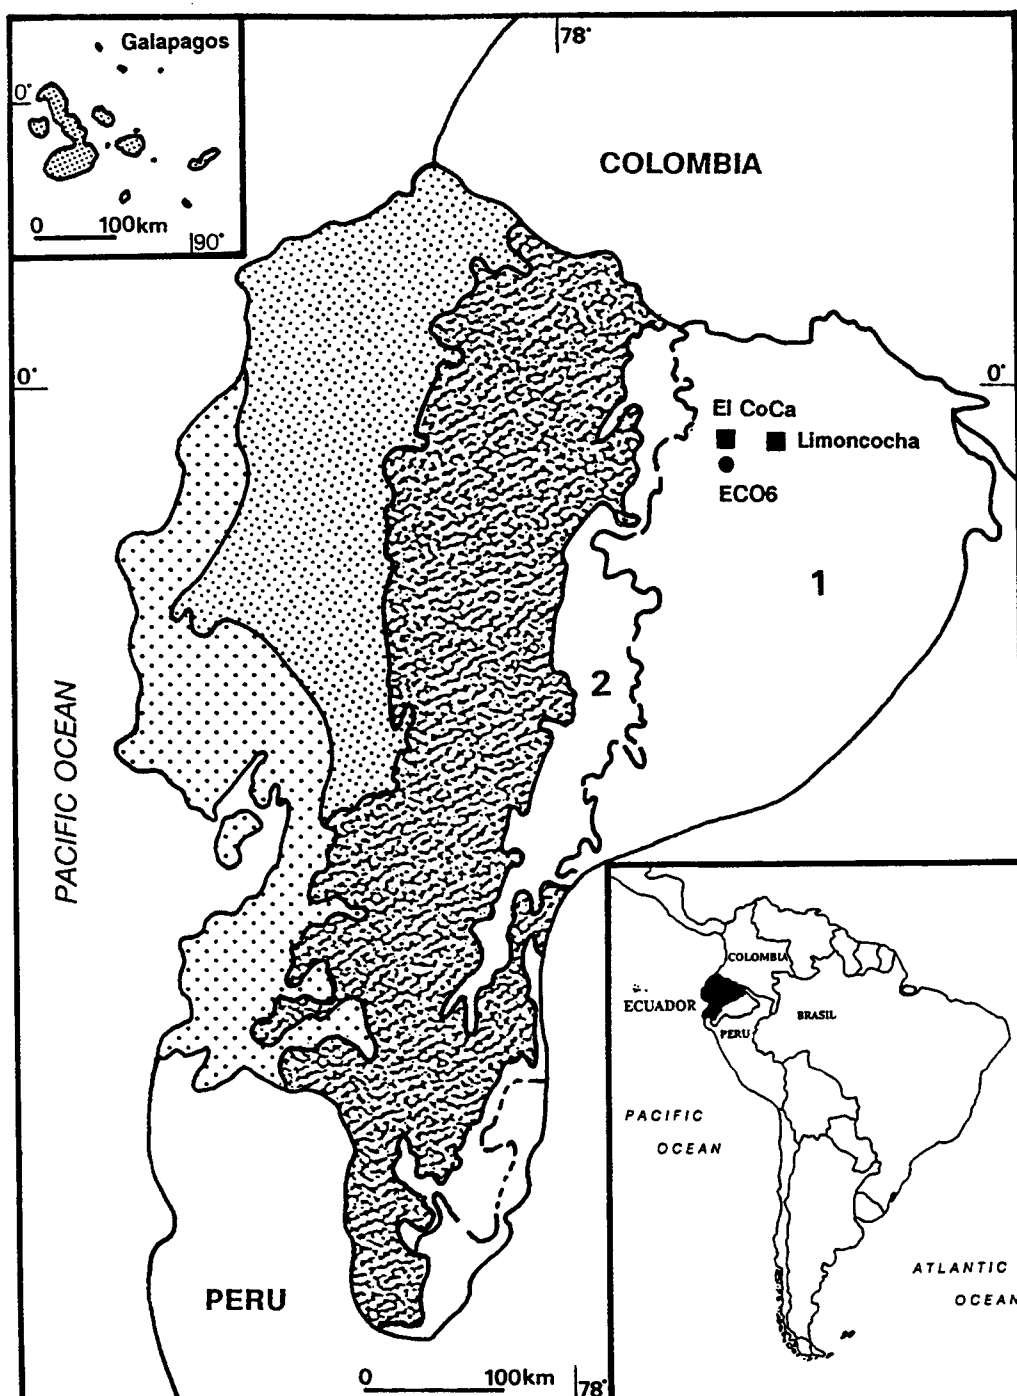 Galapagos
0°
0 100km
90°
78°
COLOMBIA
0°
0°
El CoCa
Limoncocha
ECO6
1
2
PACIFIC OCEAN
PERU
0 100km
78°
COLOMBIA
ECUADOR
PERU
BRASIL
PACIFIC
OCEAN
ATLANTIC
OCEAN